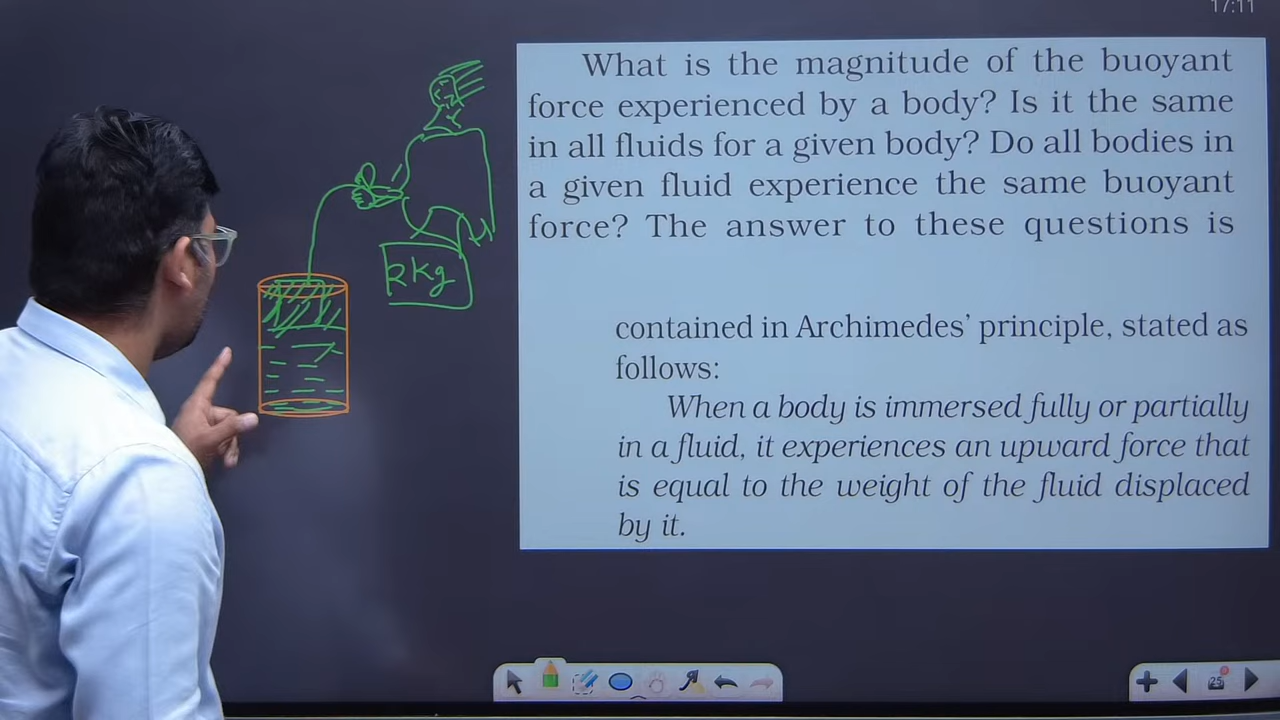 17:11
What is the magnitude of the buoyant
force experienced by a body? Is it the same
in all fluids for a given body? Do all bodies in
a given fluid experience the same buoyant
force? The answer to these questions is
2kg
contained in Archimedes’ principle, stated as
follows:
When a body is immersed fully or partially
in a fluid, it experiences an upward force that
is equal to the weight of the fluid displaced
by it.
25